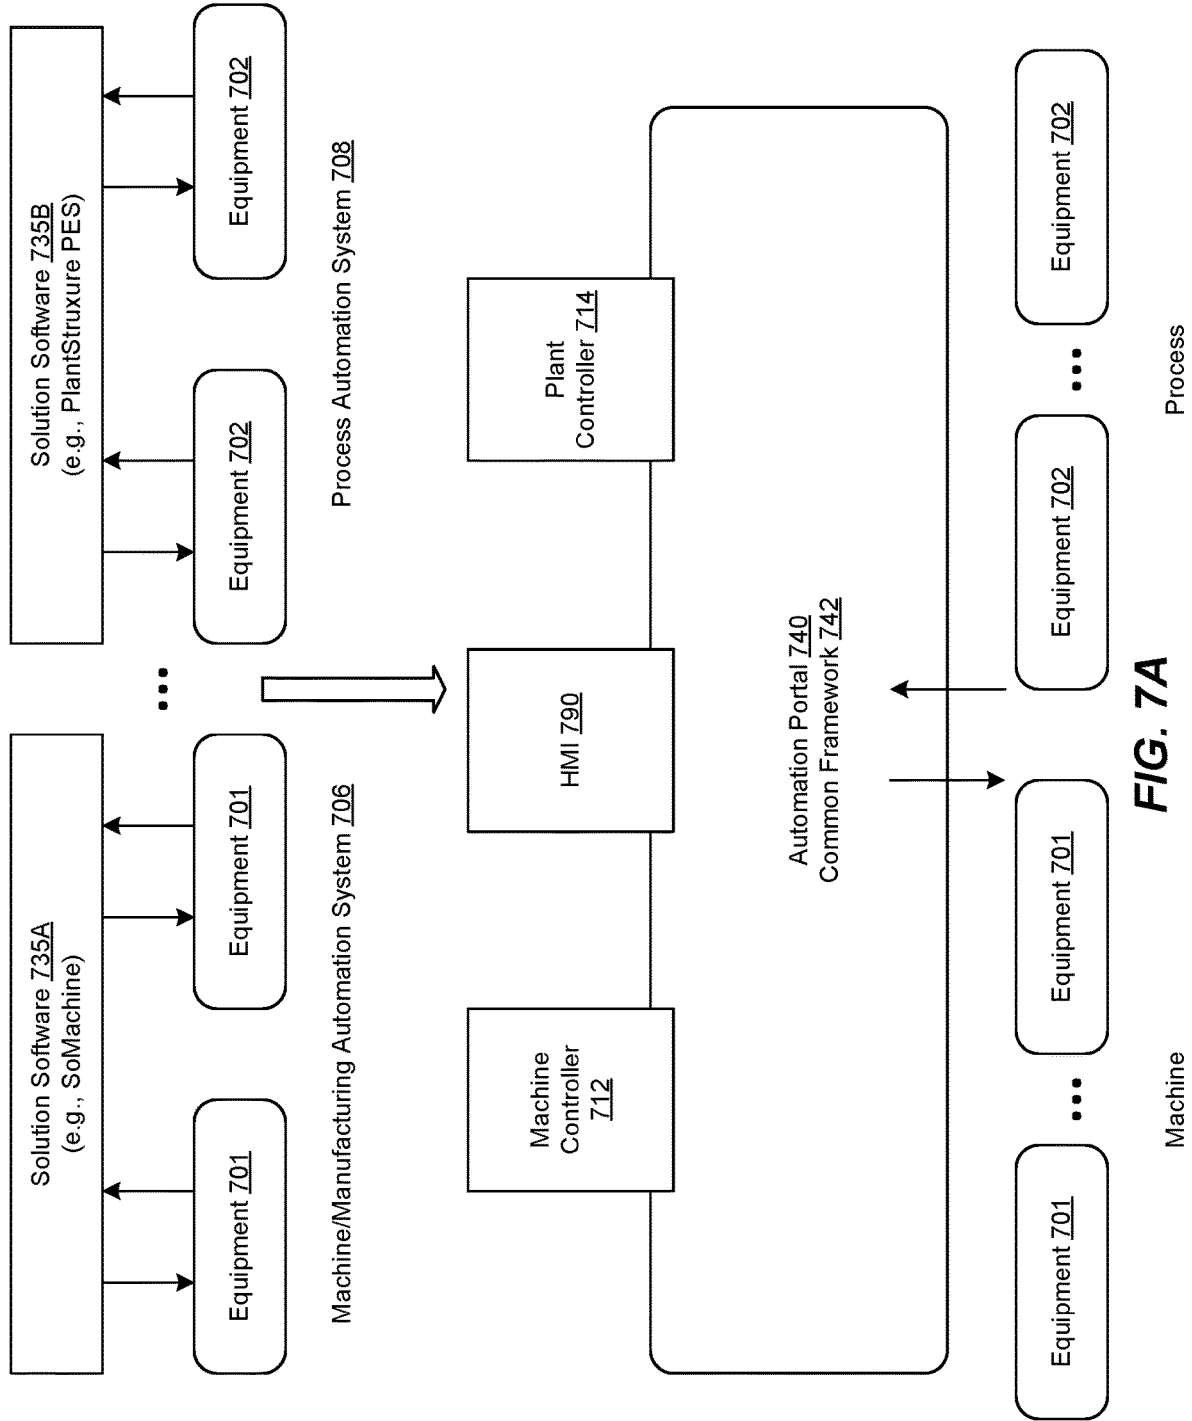 Solution Software 735A
(e.g., SoMachine)
Solution Software 735B
(e.g., PlantStruxure PES)
Equipment 701
Equipment 701
...
Equipment 702
Equipment 702
Machine/Manufacturing Automation System 706
Process Automation System 708
Machine
Controller
712
HMI 790
Plant
Controller 714
Automation Portal 740
Common Framework 742
Equipment 701
...
Equipment 701
Equipment 702
...
Equipment 702
Machine
Process
FIG. 7A